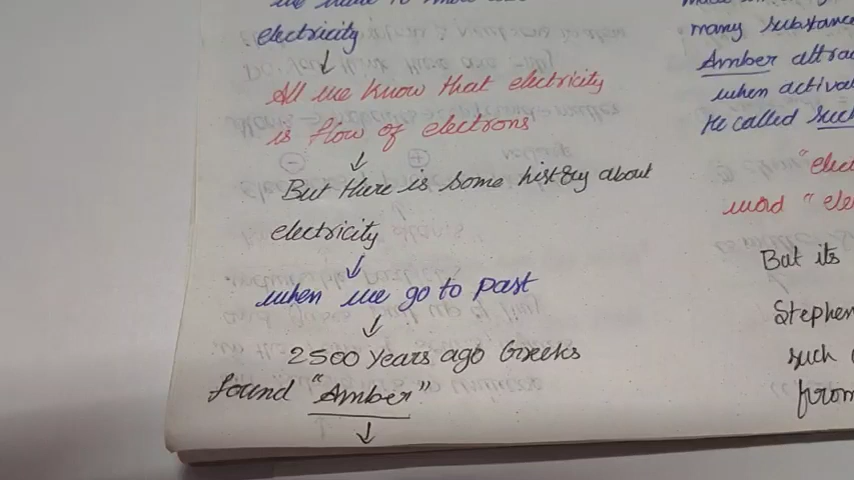 electricity
↓
All we know that electricity
is flow of electrons
↓
But there is some history about
electricity
↓
when we go to past
↓
2500 years ago Greeks
found "Amber"
↓
many substance
Amber attra
when activa
He called such
"elec
word "ele
But its
Stephen
such
from